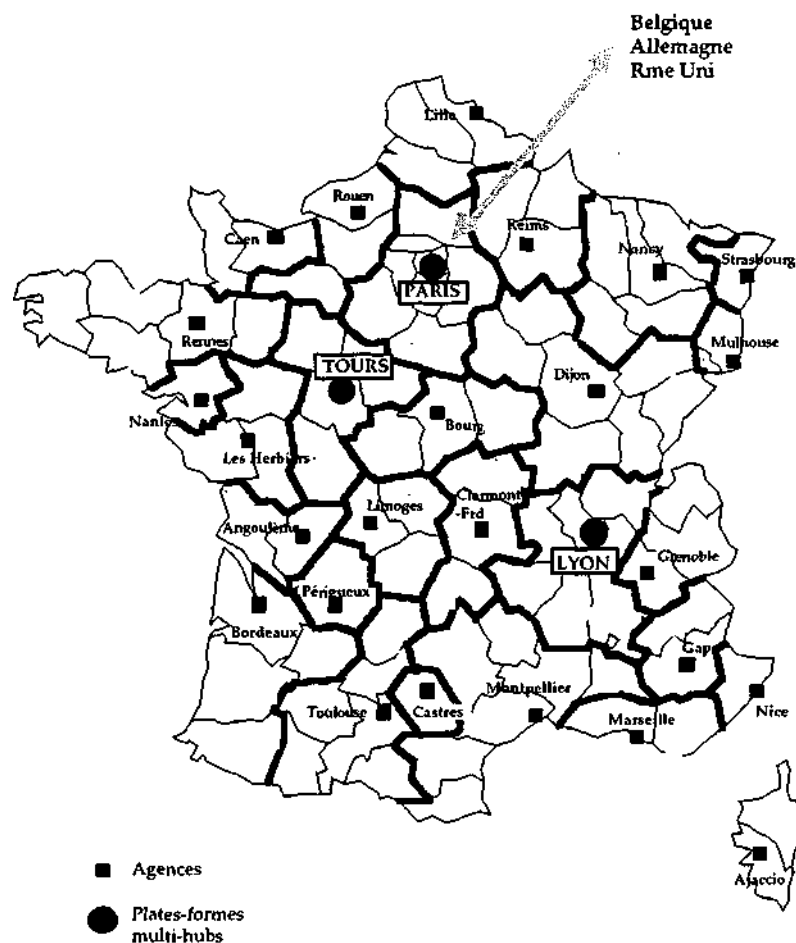 Belgique
Allemagne
Rme Uni
Lille
Rouen
Caen
Reims
Nancy
Strasbourg
PARIS
Rennes
Mulhouse
TOURS
Dijon
Nantes
Bourg
Les Herbiers
Limoges
Clermont
-Frd
Angoulême
LYON
Grenoble
Périgueux
Bordeaux
Gap
Toulouse
Castres
Montpellier
Marseille
Nice
Ajaccio
Agences
Plates-formes
multi-hubs